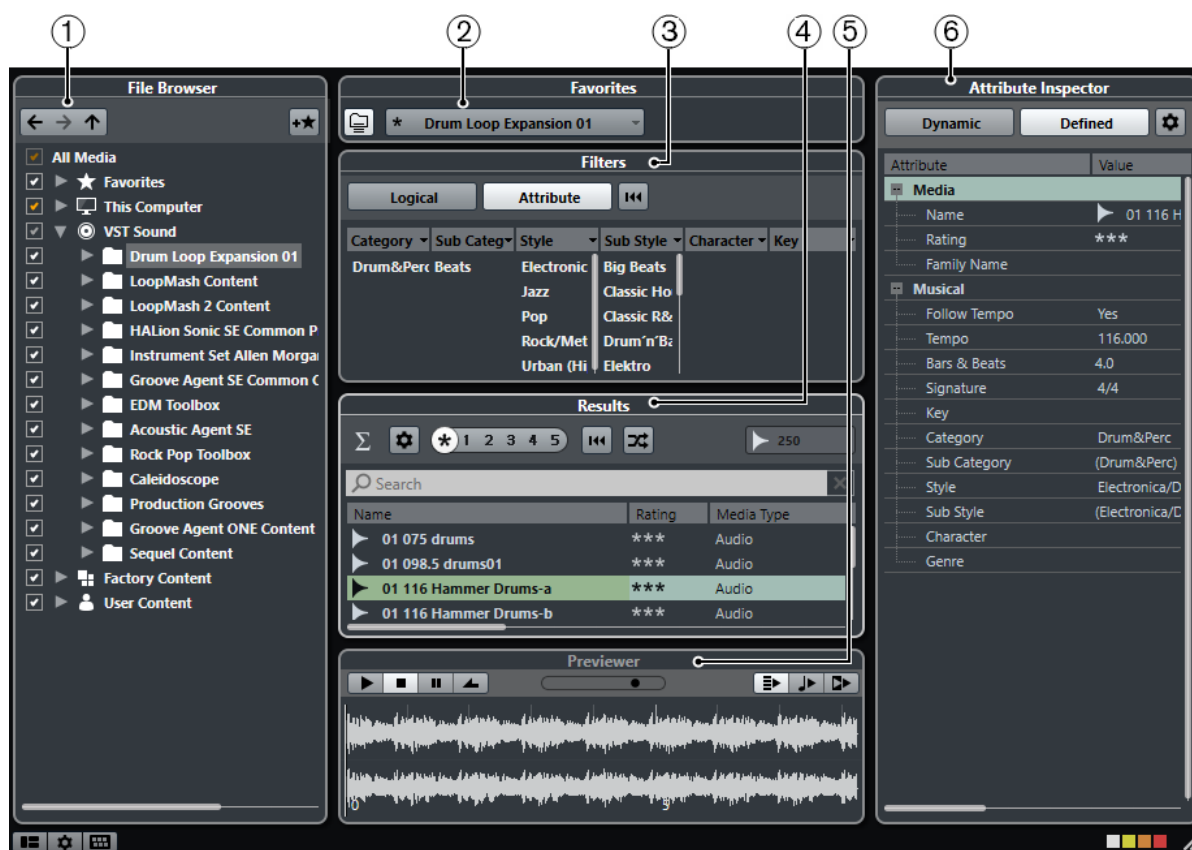 1 2 3 4 5 6
File Browser
All Media
Favorites
This Computer
VST Sound
Drum Loop Expansion 01
LoopMash Content
LoopMash 2 Content
HALion Sonic SE Common P
Instrument Set Allen Morga
Groove Agent SE Common C
EDM Toolbox
Acoustic Agent SE
Rock Pop Toolbox
Caleidoscope
Production Grooves
Groove Agent ONE Content
Sequel Content
Factory Content
User Content
Favorites
* Drum Loop Expansion 01
Filters
Logical Attribute
Category Sub Categ Style Sub Style Character Key
Drum&Perc Beats Electronic Big Beats
Jazz Classic Ho
Pop Classic R&
Rock/Met Drum´n´Ba
Urban (Hi Elektro
Results
Σ * 1 2 3 4 5 250
Search
Name Rating Media Type
01 075 drums *** Audio
01 098.5 drums01 *** Audio
01 116 Hammer Drums-a *** Audio
01 116 Hammer Drums-b *** Audio
Previewer
0 5
Attribute Inspector
Dynamic Defined
Attribute Value
Media
Name 01 116 H
Rating ***
Family Name
Musical
Follow Tempo Yes
Tempo 116.000
Bars & Beats 4.0
Signature 4/4
Key
Category Drum&Perc
Sub Category (Drum&Perc)
Style Electronica/D
Sub Style (Electronica/D
Character
Genre